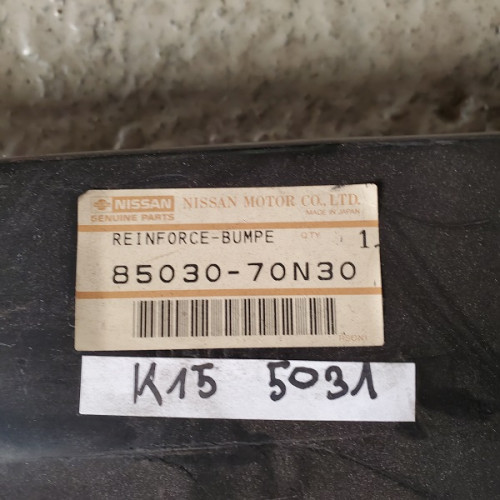 NISSAN NISSAN MOTOR CO., LTD.
GENUINE PARTS MADE IN JAPAN
REINFORCE-BUMPE QTY 1
85030-70N30
K15 5031